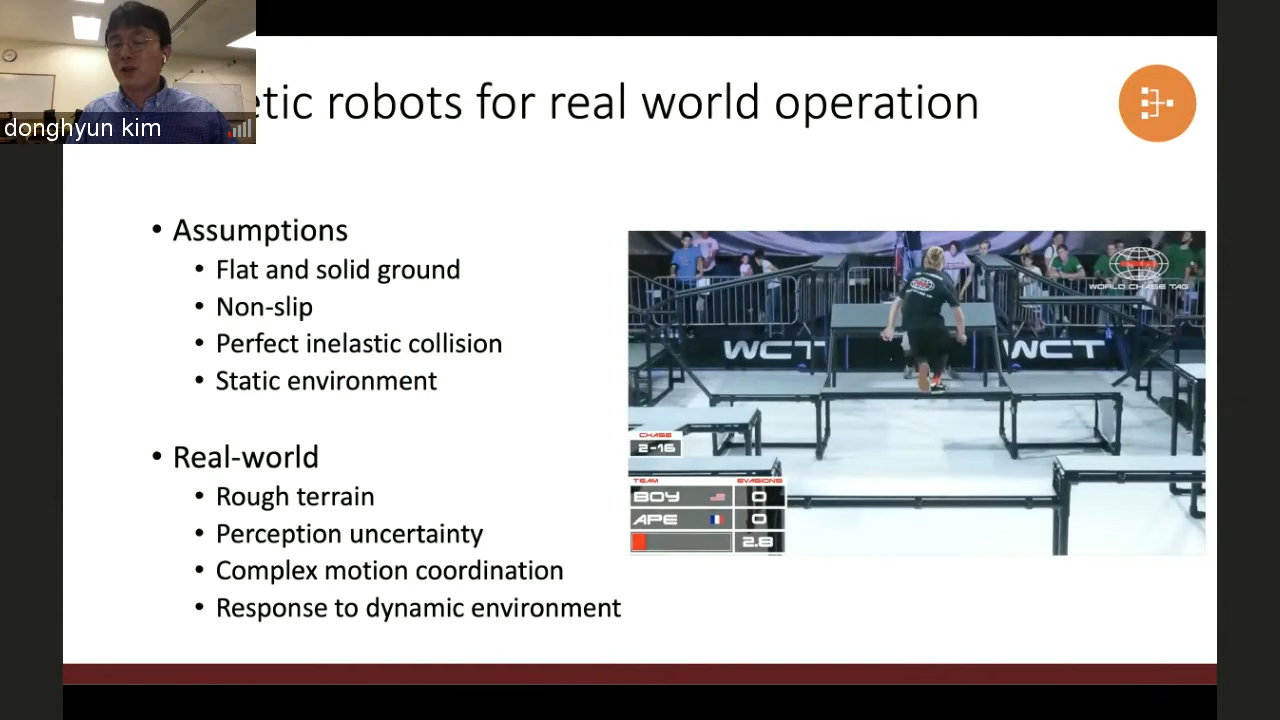 etic robots for real world operation
donghyun kim
• Assumptions
• Flat and solid ground
• Non-slip
• Perfect inelastic collision
• Static environment
• Real-world
• Rough terrain
• Perception uncertainty
• Complex motion coordination
• Response to dynamic environment
WORLD CHASE TAG
WCT
WCT
CHASE
2-16
TEAM EVASIONS
BOY 0
APE 0
2.8